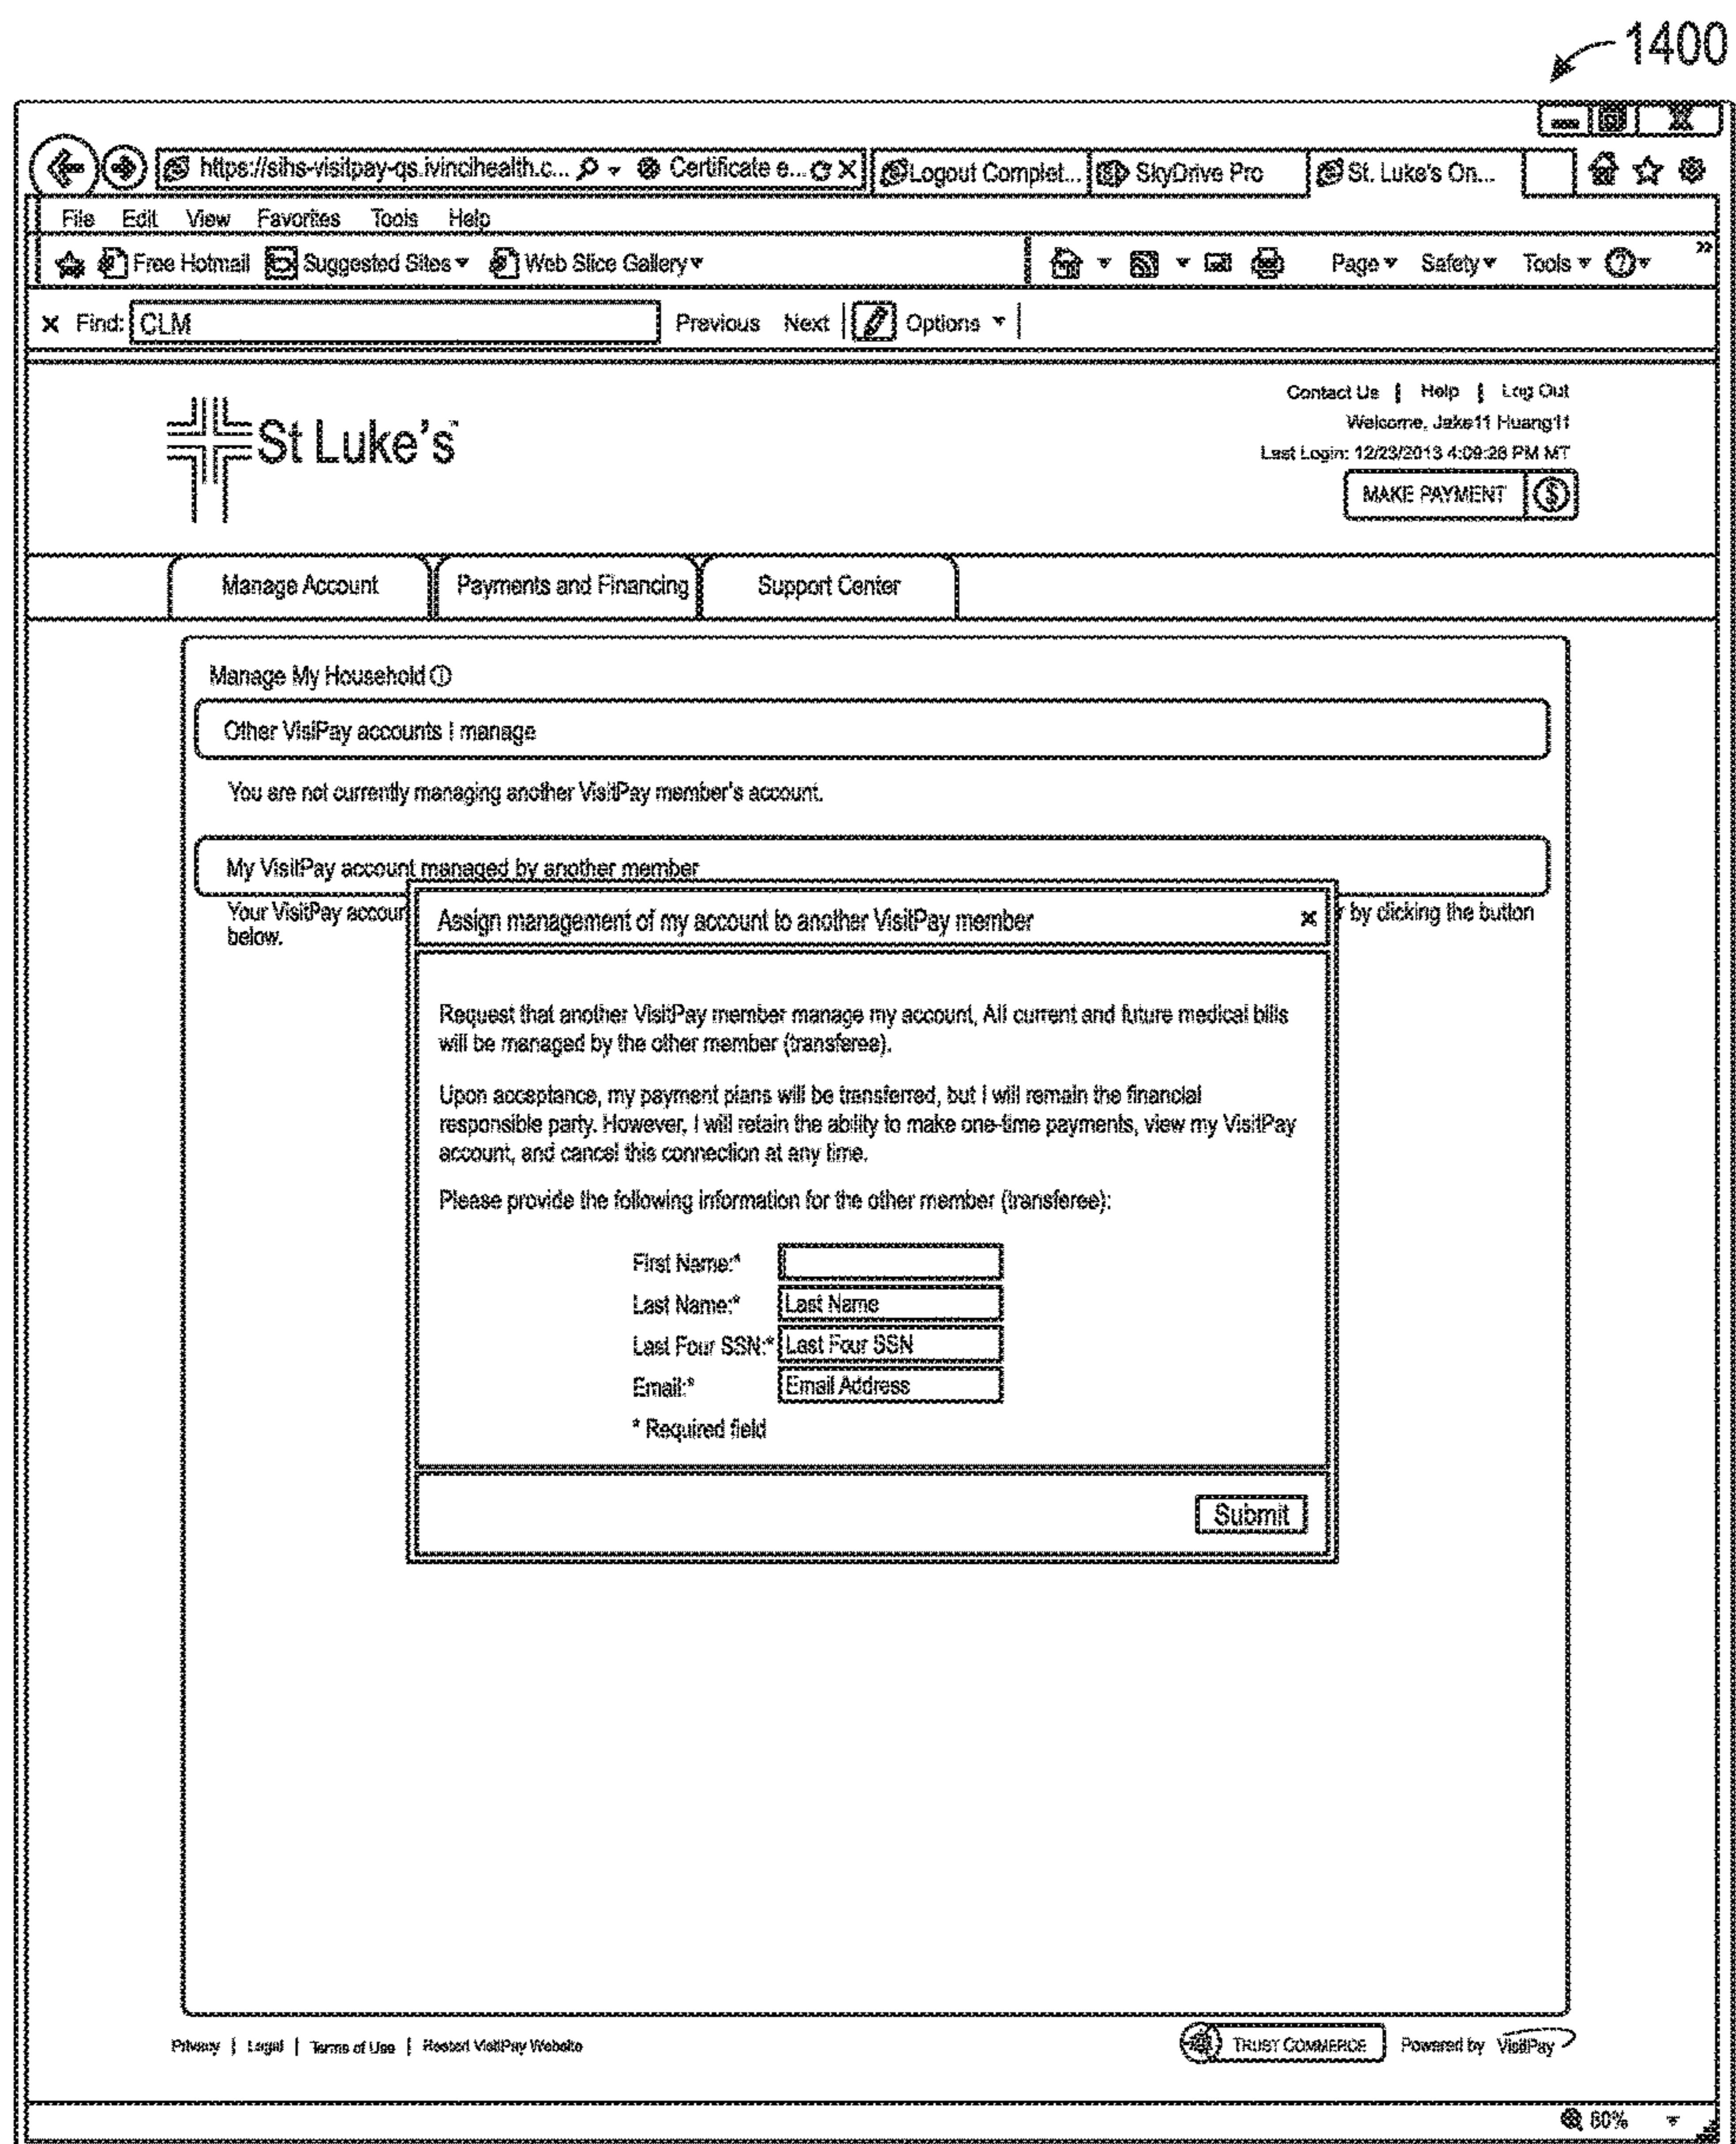 1400
https://sihs-visitpay-qs.ivincihealth.c... Certificate e... Logout Complet... SkyDrive Pro St. Luke's On...
File Edit View Favorites Tools Help
Free Hotmail Suggested Sites Web Slice Gallery Page Safety Tools
x Find: CLM Previous Next Options
Contact Us | Help | Log Out
St Luke's™
Welcome, Jake11 Huang11
Last Login: 12/23/2013 4:09:28 PM MT
MAKE PAYMENT $
Manage Account Payments and Financing Support Center
Manage My Household
Other VisiPay accounts I manage
You are not currently managing another VisitPay member's account.
My VisitPay account managed by another member
Your VisitPay accoun r by clicking the button
below.
Assign management of my account to another VisitPay member x
Request that another VisitPay member manage my account, All current and future medical bills
will be managed by the other member (transferee).
Upon acceptance, my payment plans will be transferred, but I will remain the financial
responsible party. However, I will retain the ability to make one-time payments, view my VisitPay
account, and cancel this connection at any time.
Please provide the following information for the other member (transferee):
First Name:*
Last Name:* Last Name
Last Four SSN:* Last Four SSN
Email:* Email Address
* Required field
Submit
Privacy | Legal | Terms of Use | VisitPay Website TRUST COMMERCE Powered by VisitPay
60%